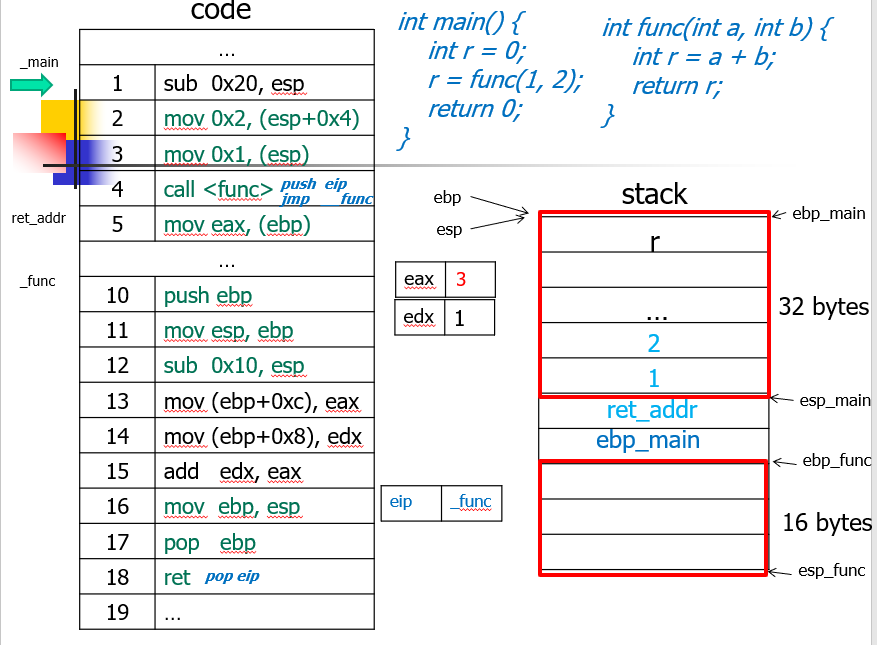 code
...
_main
1 sub 0x20, esp
2 mov 0x2, (esp+0x4)
3 mov 0x1, (esp)
4 call <func> push eip
jmp func
ret_addr
5 mov eax, (ebp)
...
_func
10 push ebp
11 mov esp, ebp
12 sub 0x10, esp
13 mov (ebp+0xc), eax
14 mov (ebp+0x8), edx
15 add edx, eax
16 mov ebp, esp
17 pop ebp
18 ret pop eip
19 ...
int main() {
int r = 0;
r = func(1, 2);
return 0;
}
int func(int a, int b) {
int r = a + b;
return r;
}
eax 3
edx 1
eip _func
stack
ebp
esp
ebp_main
r
...
32 bytes
2
1
esp_main
ret_addr
ebp_main
ebp_func
16 bytes
esp_func